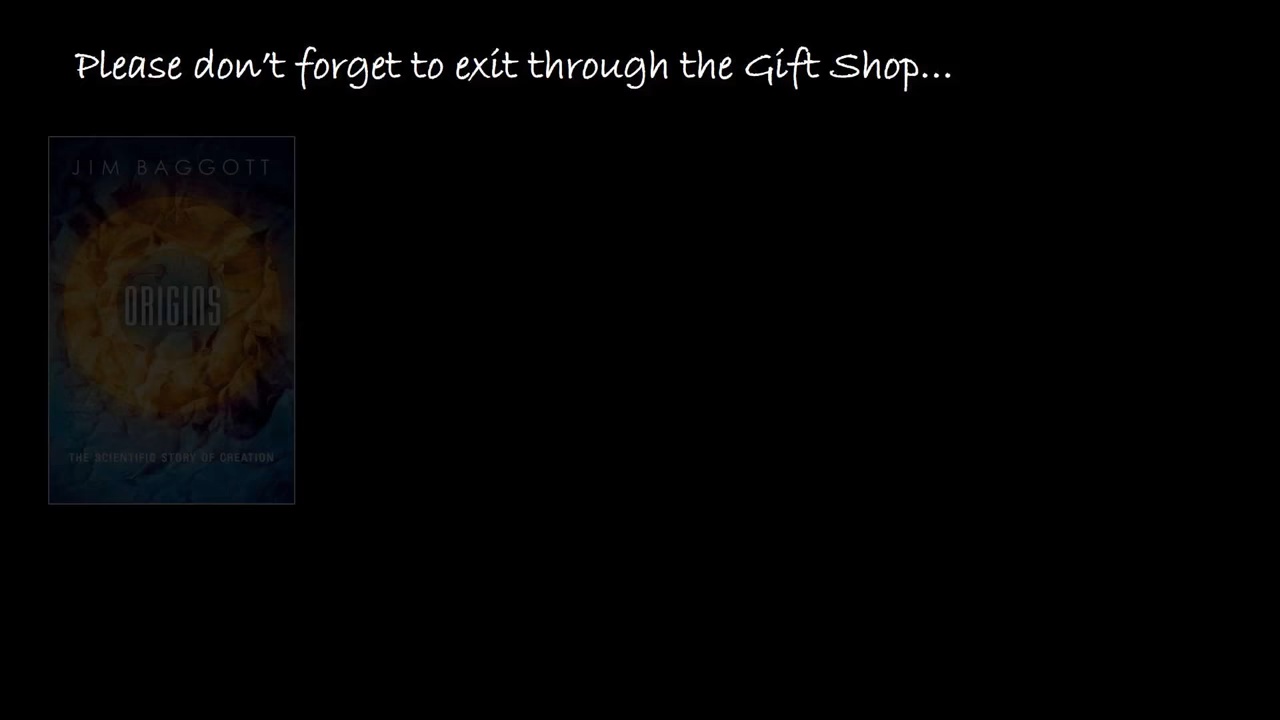 Please don't forget to exit through the Gift Shop...
JIM BAGGOTT
ORIGINS
THE SCIENTIFIC STORY OF CREATION